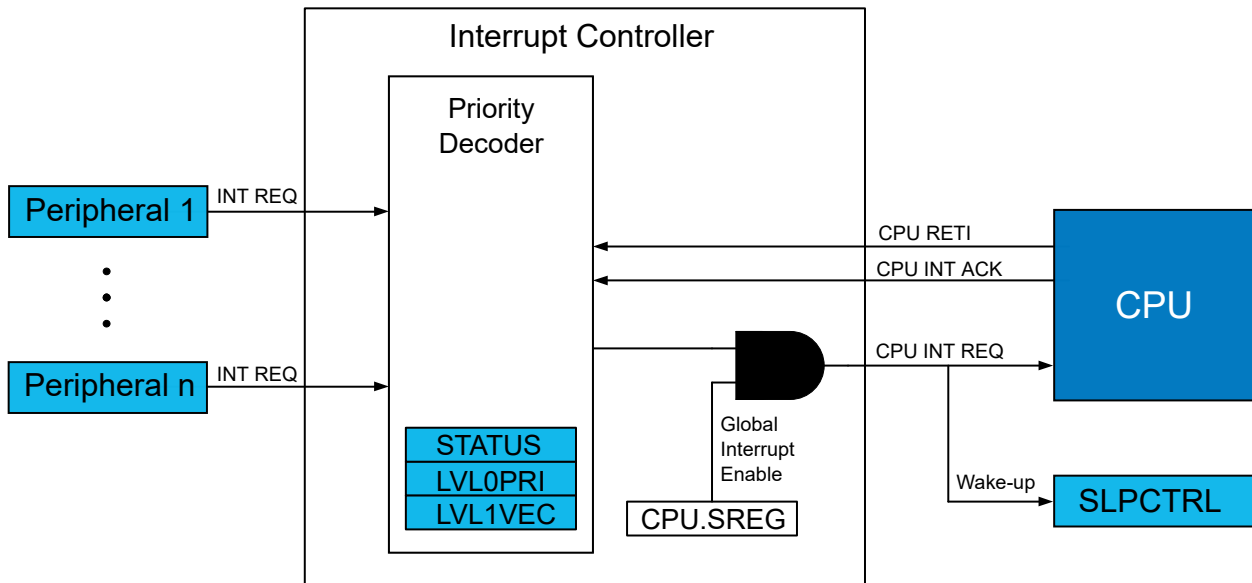 Interrupt Controller
Priority
Decoder
Peripheral 1
INT REQ
Peripheral n
INT REQ
STATUS
LVL0PRI
LVL1VEC
CPU RETI
CPU INT ACK
CPU INT REQ
CPU
Global
Interrupt
Enable
CPU.SREG
Wake-up
SLPCTRL